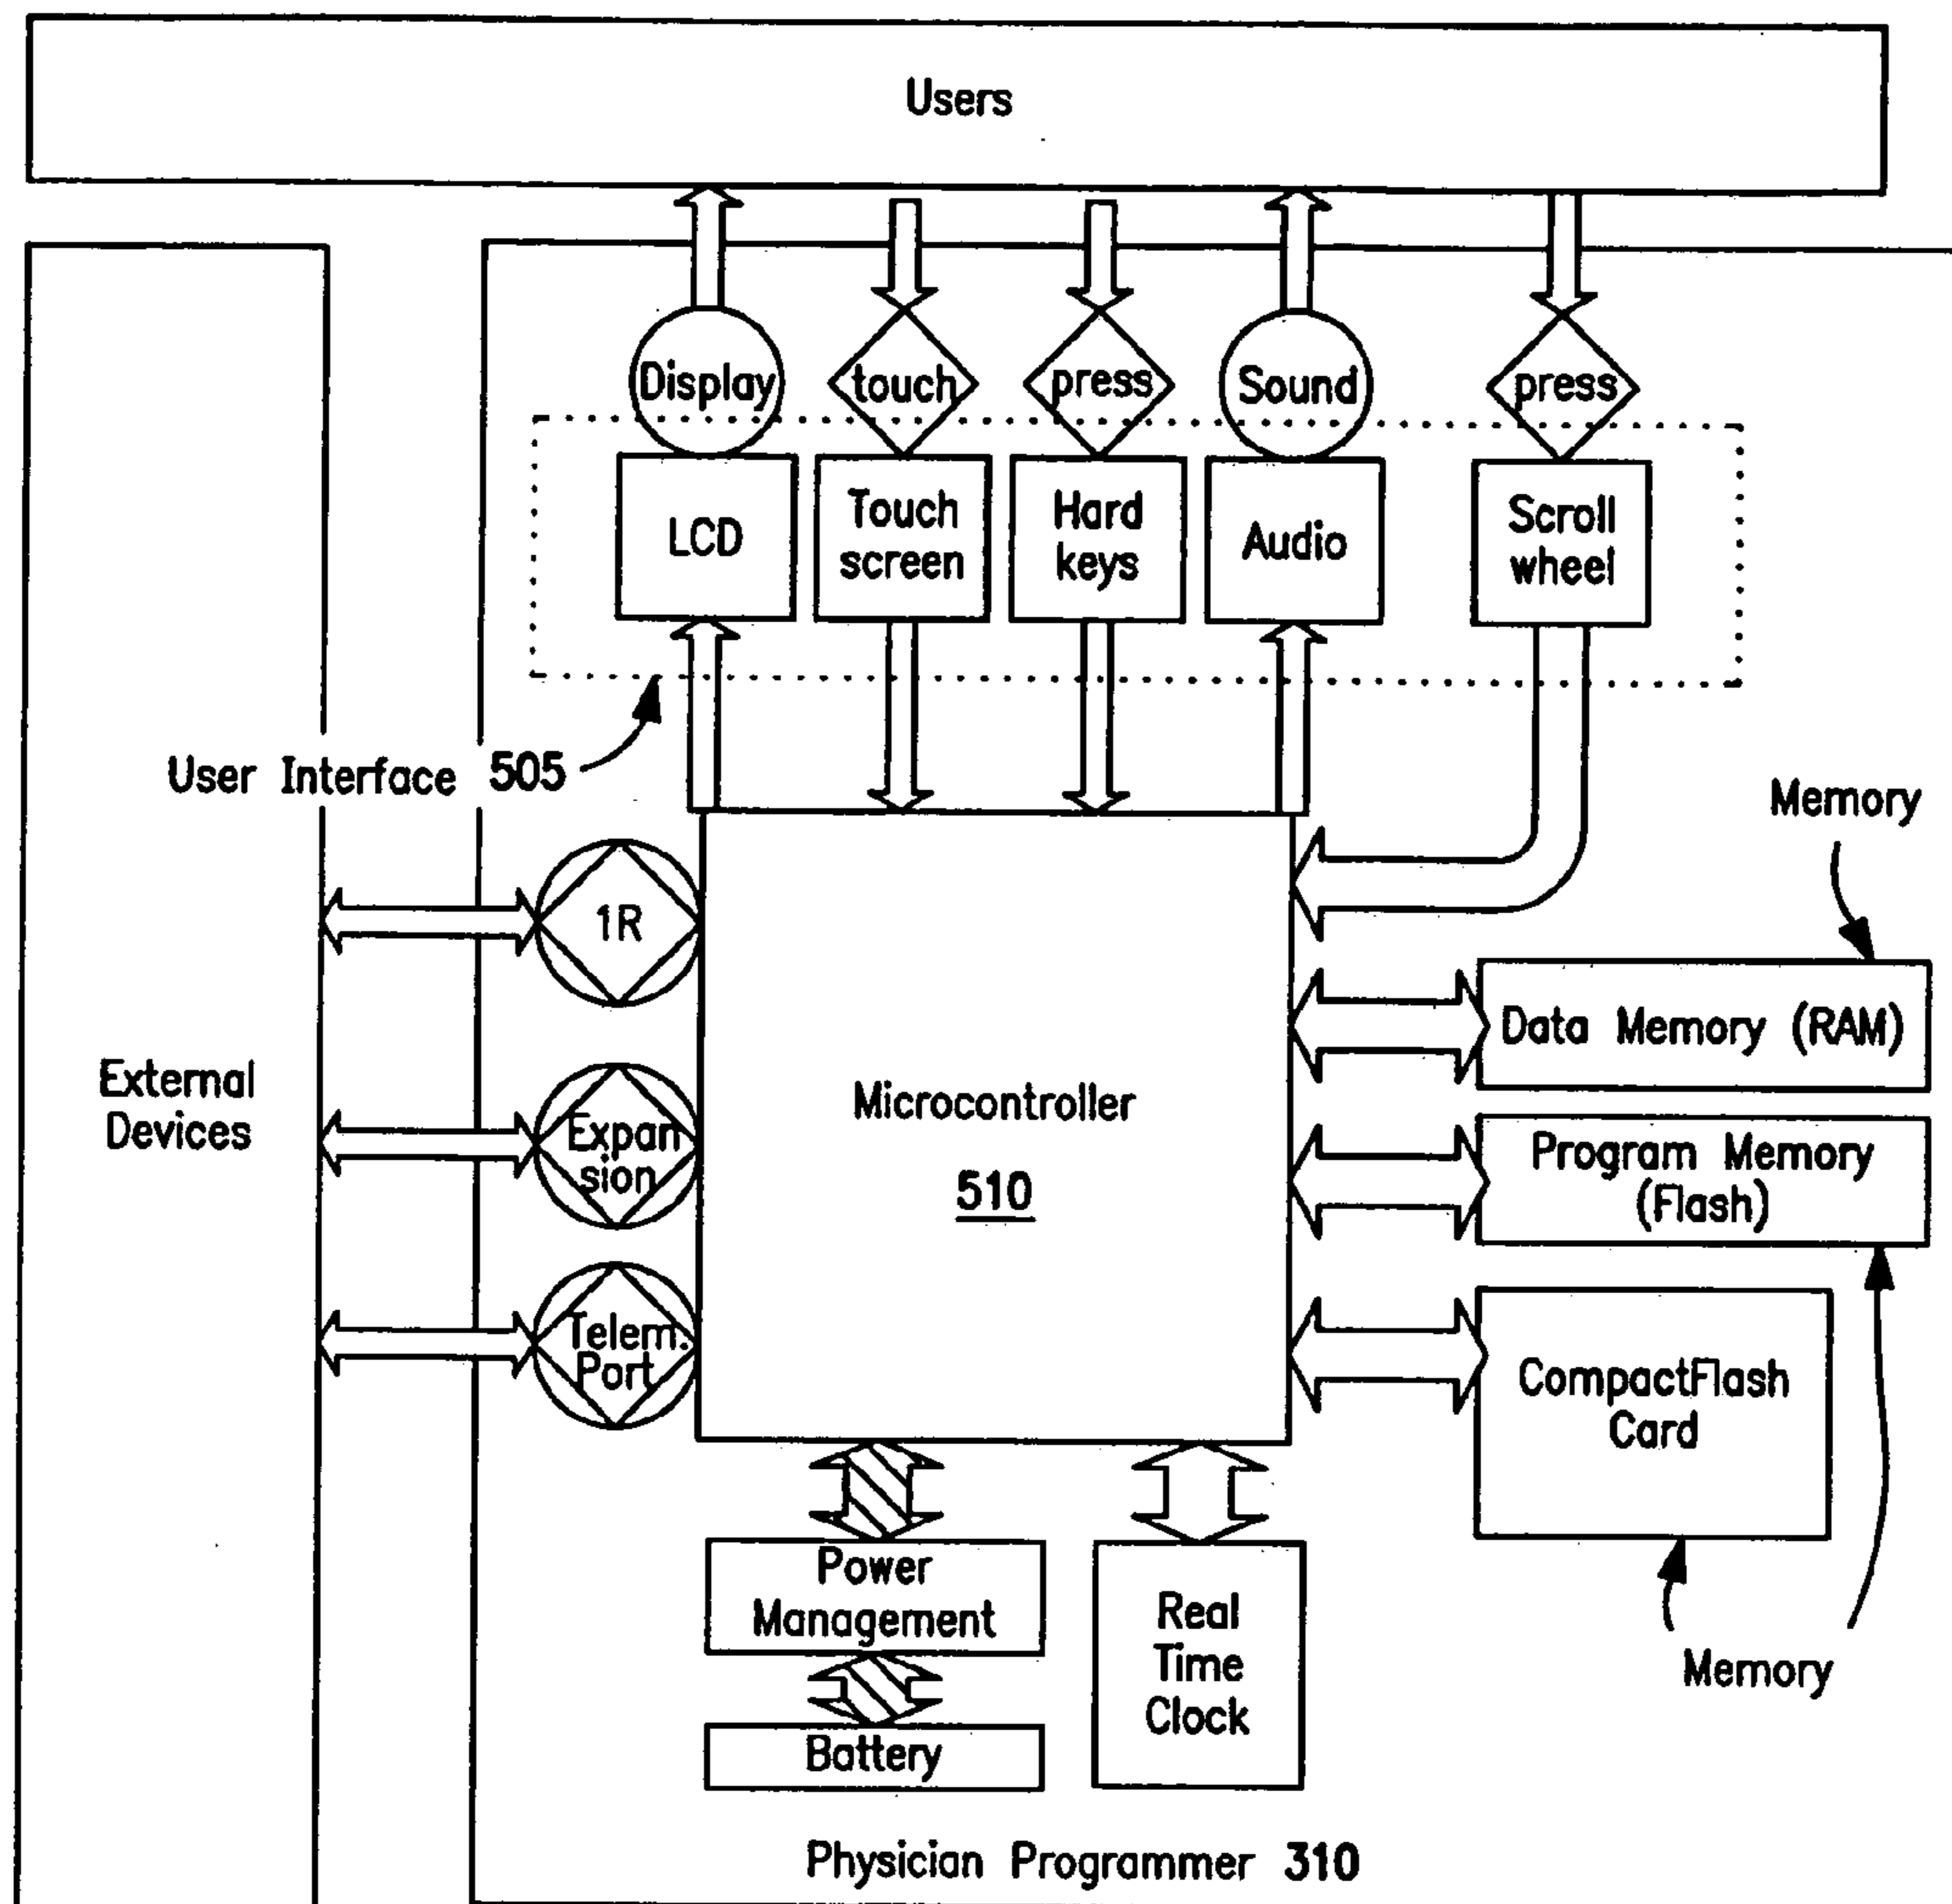 Users
Display
touch
press
Sound
press
LCD
Touch
screen
Hard
keys
Audio
Scroll
wheel
User Interface 505
Memory
1R
Data Memory (RAM)
External
Devices
Microcontroller
510
Expan
sion
Program Memory
(Flash)
Telem.
Port
CompactFlash
Card
Power
Management
Real
Time
Clock
Memory
Battery
Physician Programmer 310